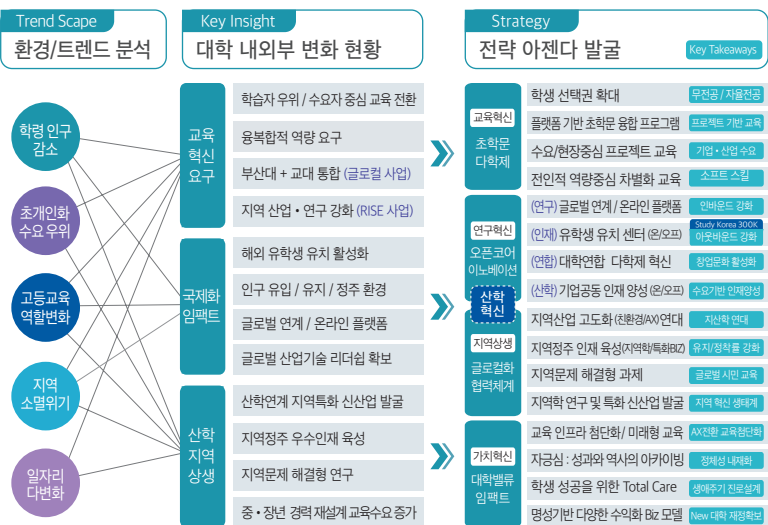 Trend Scape
환경/트렌드 분석
학령 인구
감소
초개인화
수요 우위
고등교육
역할변화
지역
소멸위기
일자리
다변화
Key Insight
대학 내외부 변화 현황
교육
혁신
요구
학습자 우위 / 수요자 중심 교육 전환
융복합적 역량 요구
부산대 + 교대 통합 (글로컬 사업)
지역 산업 • 연구 강화 (RISE 사업)
국제화
임팩트
해외 유학생 유치 활성화
인구 유입 / 유지 / 정주 환경
글로벌 연계 / 온라인 플랫폼
글로벌 산업기술 리더쉽 확보
산학
지역
상생
산학연계 지역특화 신산업 발굴
지역정주 우수인재 육성
지역문제 해결형 연구
중 • 장년 경력 재설계 교육수요 증가
Strategy
전략 아젠다 발굴
Key Takeaways
교육혁신
초학문
다학제
학생 선택권 확대 무전공 / 자율전공
플랫폼 기반 초학문 융합 프로그램 프로젝트 기반 교육
수요/현장중심 프로젝트 교육 기업 • 산업 수요
전인적 역량중심 차별화 교육 소프트 스킬
연구혁신
오픈코어
이노베이션
(연구) 글로벌 연계 / 온라인 플랫폼 인바운드 강화
(인재) 유학생 유치 센터 (온/오프) Study Korea 300K
아웃바운드 강화
(연합) 대학연합 다학제 혁신 창업문화 활성화
(산학) 기업공동 인재 양성 (온/오프) 수요기반 인재양성
산학
혁신
지역상생
글로컬화
협력체계
지역산업 고도화 (친환경/AX) 연대 지산학 연대
지역정주 인재 육성(지역학/특화BIZ) 유지/정착률 강화
지역문제 해결형 과제 글로벌 시민 교육
지역학 연구 및 특화 신산업 발굴 지역 혁신 생태계
가치혁신
대학밸류
임팩트
교육 인프라 첨단화/ 미래형 교육 AX전환 교육첨단화
자긍심 : 성과와 역사의 아카이빙 정체성 내재화
학생 성공을 위한 Total Care 생애주기 진로설계
명성기반 다양한 수익화 Biz 모델 New 대학 재정확보